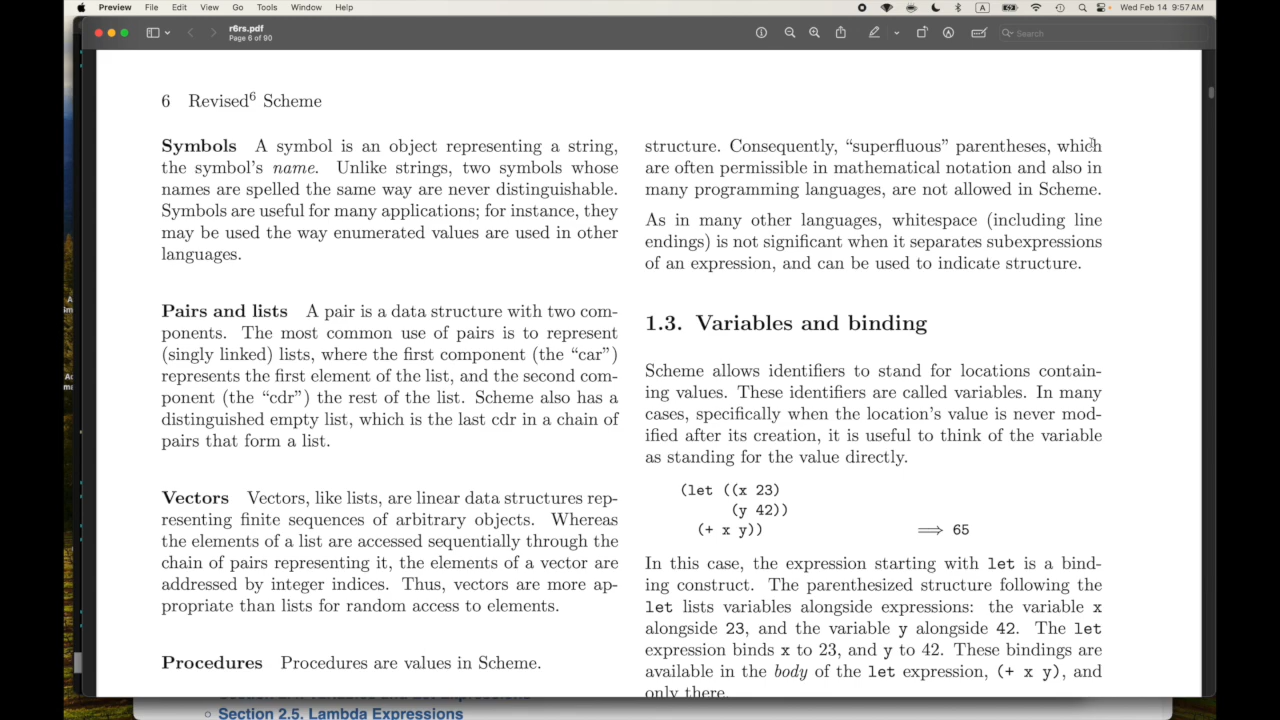 Preview File Edit View Go Tools Window Help
Wed Feb 14 9:57 AM
r6rs.pdf
Page 6 of 90
Search
6 Revised⁶ Scheme
Symbols A symbol is an object representing a string,
the symbol's name. Unlike strings, two symbols whose
names are spelled the same way are never distinguishable.
Symbols are useful for many applications; for instance, they
may be used the way enumerated values are used in other
languages.
Pairs and lists A pair is a data structure with two com-
ponents. The most common use of pairs is to represent
(singly linked) lists, where the first component (the “car”)
represents the first element of the list, and the second com-
ponent (the “cdr”) the rest of the list. Scheme also has a
distinguished empty list, which is the last cdr in a chain of
pairs that form a list.
Vectors Vectors, like lists, are linear data structures rep-
resenting finite sequences of arbitrary objects. Whereas
the elements of a list are accessed sequentially through the
chain of pairs representing it, the elements of a vector are
addressed by integer indices. Thus, vectors are more ap-
propriate than lists for random access to elements.
Procedures Procedures are values in Scheme.
structure. Consequently, “superfluous” parentheses, which
are often permissible in mathematical notation and also in
many programming languages, are not allowed in Scheme.
As in many other languages, whitespace (including line
endings) is not significant when it separates subexpressions
of an expression, and can be used to indicate structure.
1.3. Variables and binding
Scheme allows identifiers to stand for locations contain-
ing values. These identifiers are called variables. In many
cases, specifically when the location's value is never mod-
ified after its creation, it is useful to think of the variable
as standing for the value directly.
(let ((x 23)
(y 42))
(+ x y)) ⟹ 65
In this case, the expression starting with let is a bind-
ing construct. The parenthesized structure following the
let lists variables alongside expressions: the variable x
alongside 23, and the variable y alongside 42. The let
expression binds x to 23, and y to 42. These bindings are
available in the body of the let expression, (+ x y), and
only there.
Section 2.5. Lambda Expressions